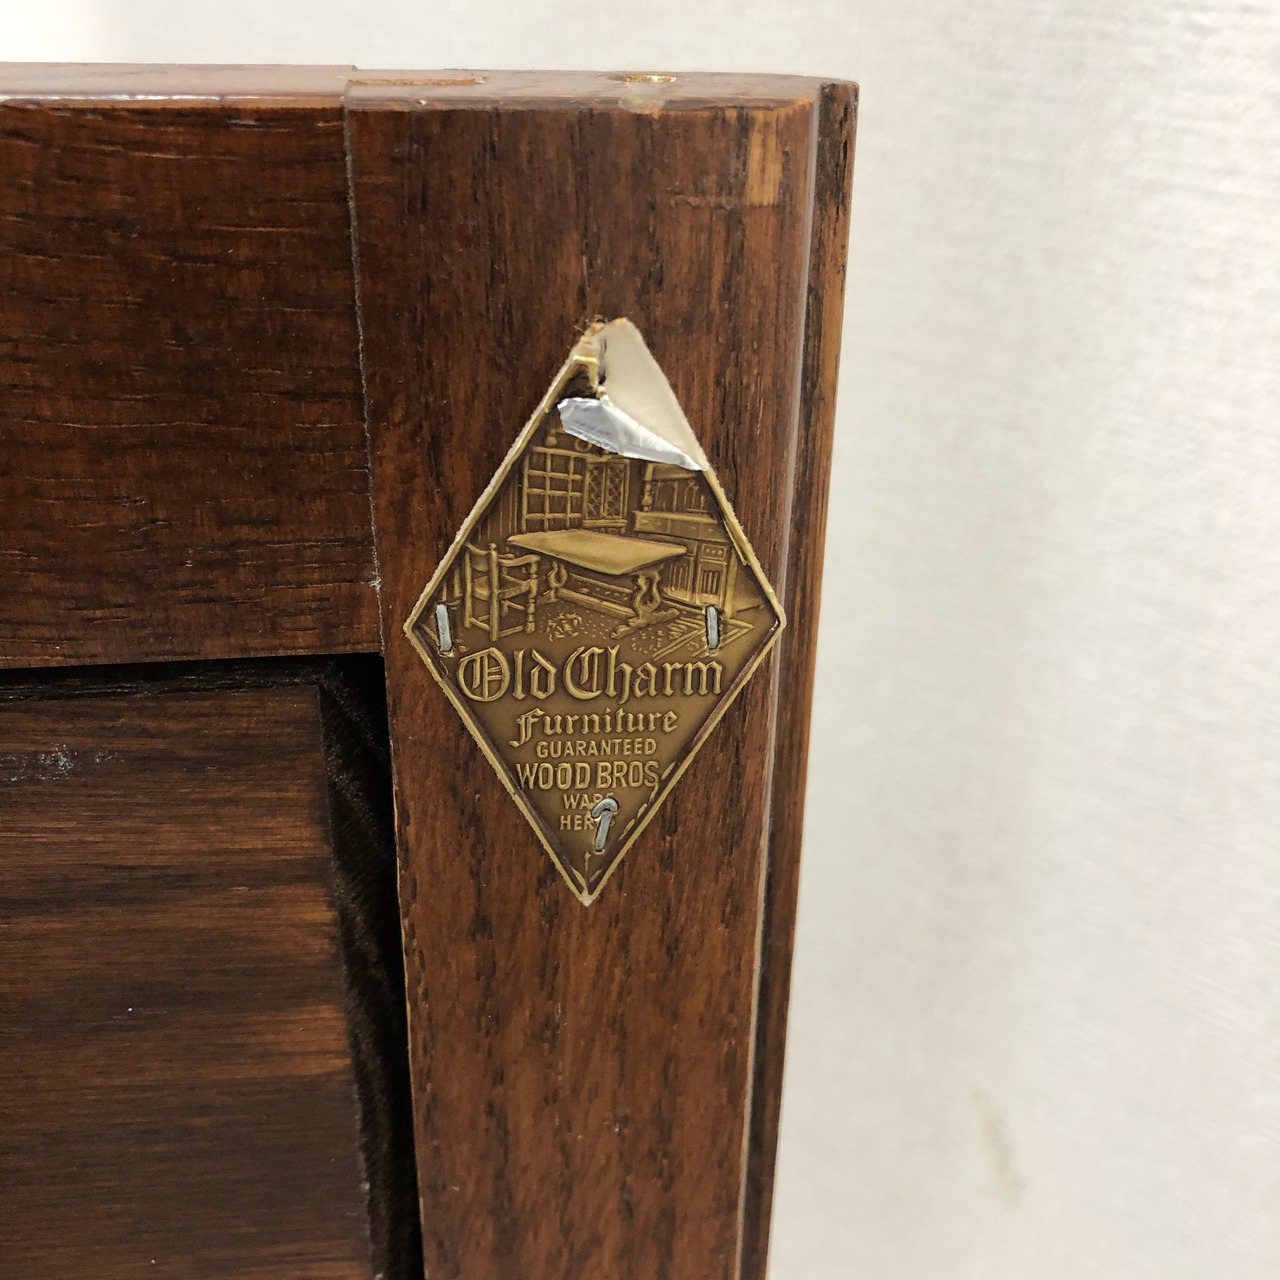 Old Charm
Furniture
GUARANTEED
WOOD BROS